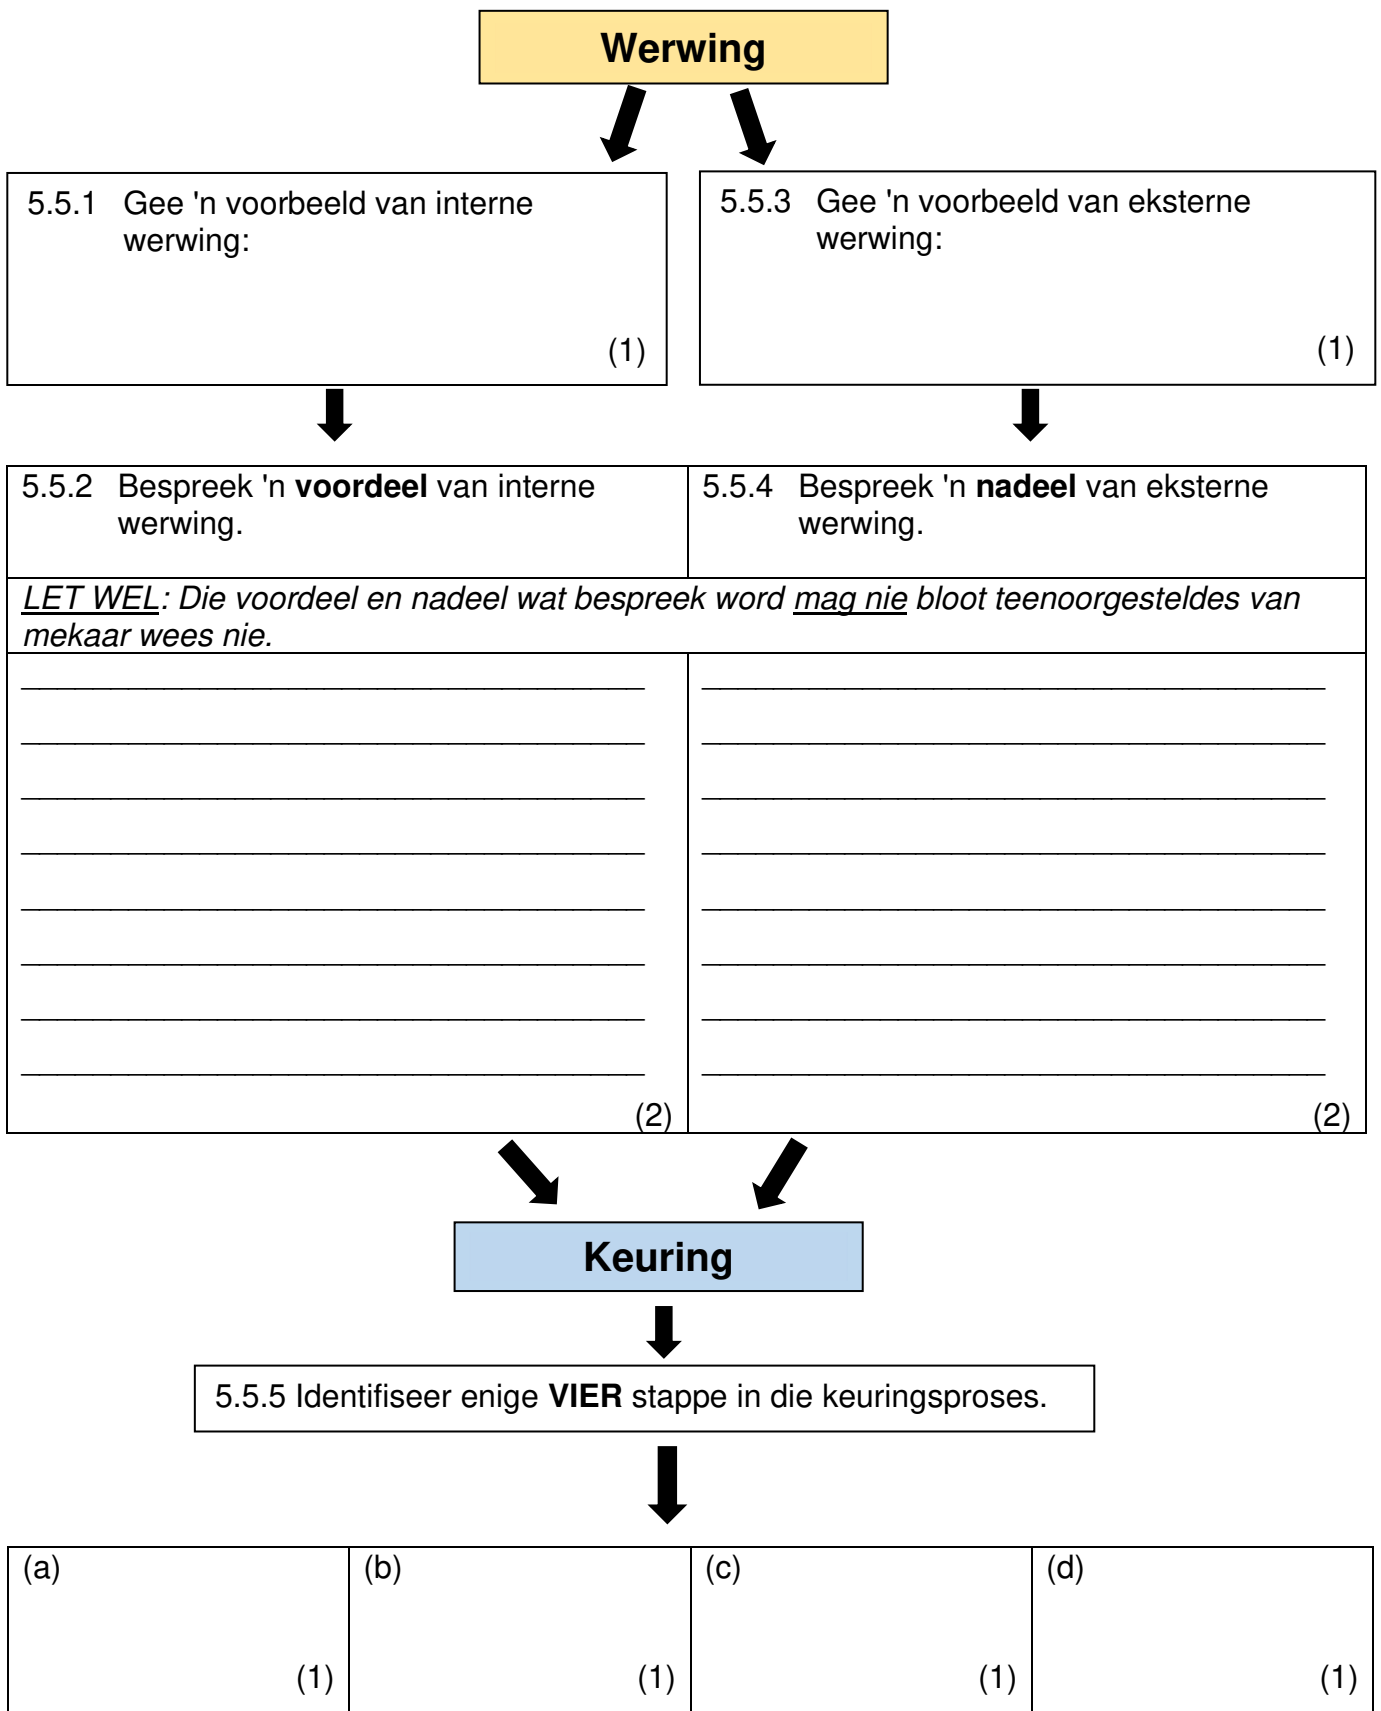 Werwing
5.5.1 Gee 'n voorbeeld van interne
werwing:
(1)
5.5.3 Gee 'n voorbeeld van eksterne
werwing:
(1)
5.5.2 Bespreek 'n voordeel van interne
werwing.
5.5.4 Bespreek 'n nadeel van eksterne
werwing.
LET WEL: Die voordeel en nadeel wat bespreek word mag nie bloot teenoorgesteldes van
mekaar wees nie.
(2)
(2)
Keuring
5.5.5 Identifiseer enige VIER stappe in die keuringsproses.
(a)
(1)
(b)
(1)
(c)
(1)
(d)
(1)